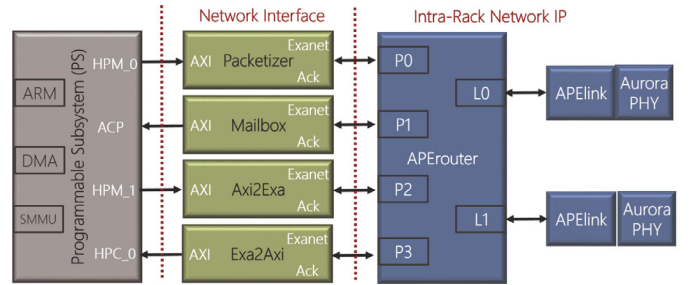 Network Interface
Intra-Rack Network IP
Programmable Subsystem (PS)
ARM
DMA
SMMU
HPM_0
ACP
HPM_1
HPC_0
AXI
Packetizer
Exanet
Ack
AXI
Mailbox
Exanet
Ack
AXI
Axi2Exa
Exanet
Ack
AXI
Exa2Axi
Exanet
Ack
P0
P1
P2
P3
APErouter
L0
L1
APElink
Aurora
PHY
APElink
Aurora
PHY